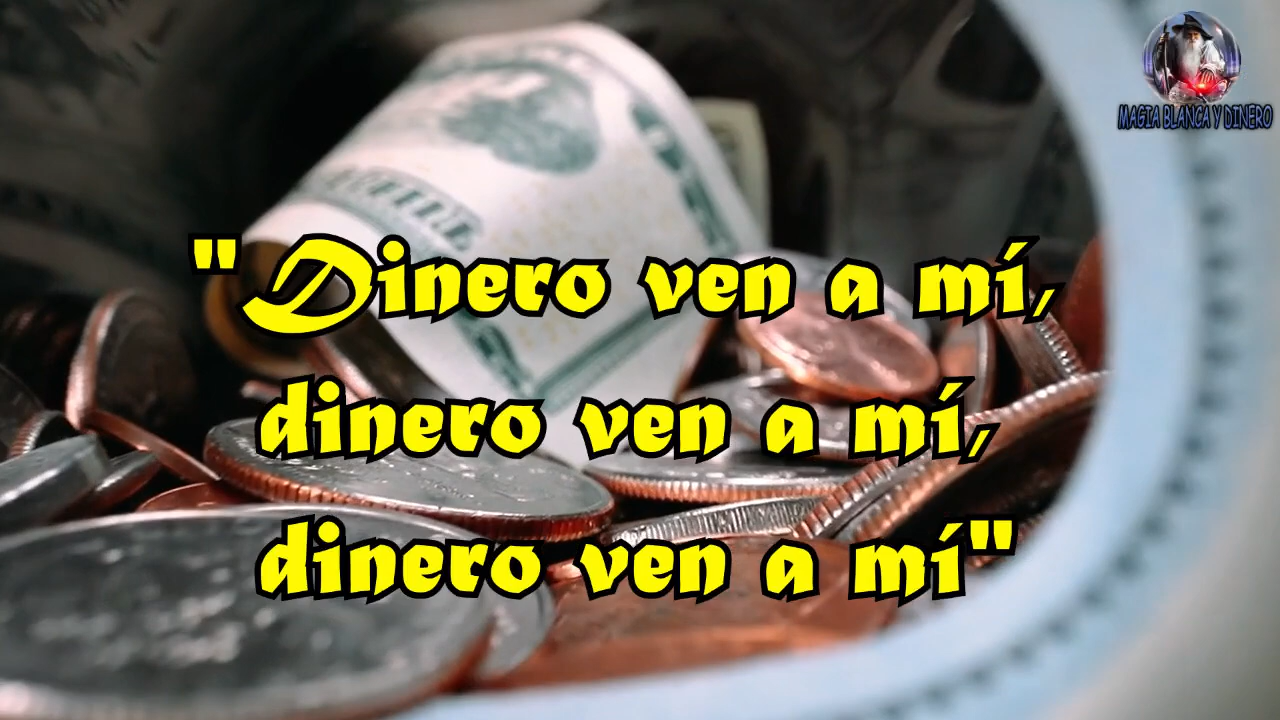 MAGIA BLANCA Y DINERO
"Dinero ven a mí,
dinero ven a mí,
dinero ven a mí"